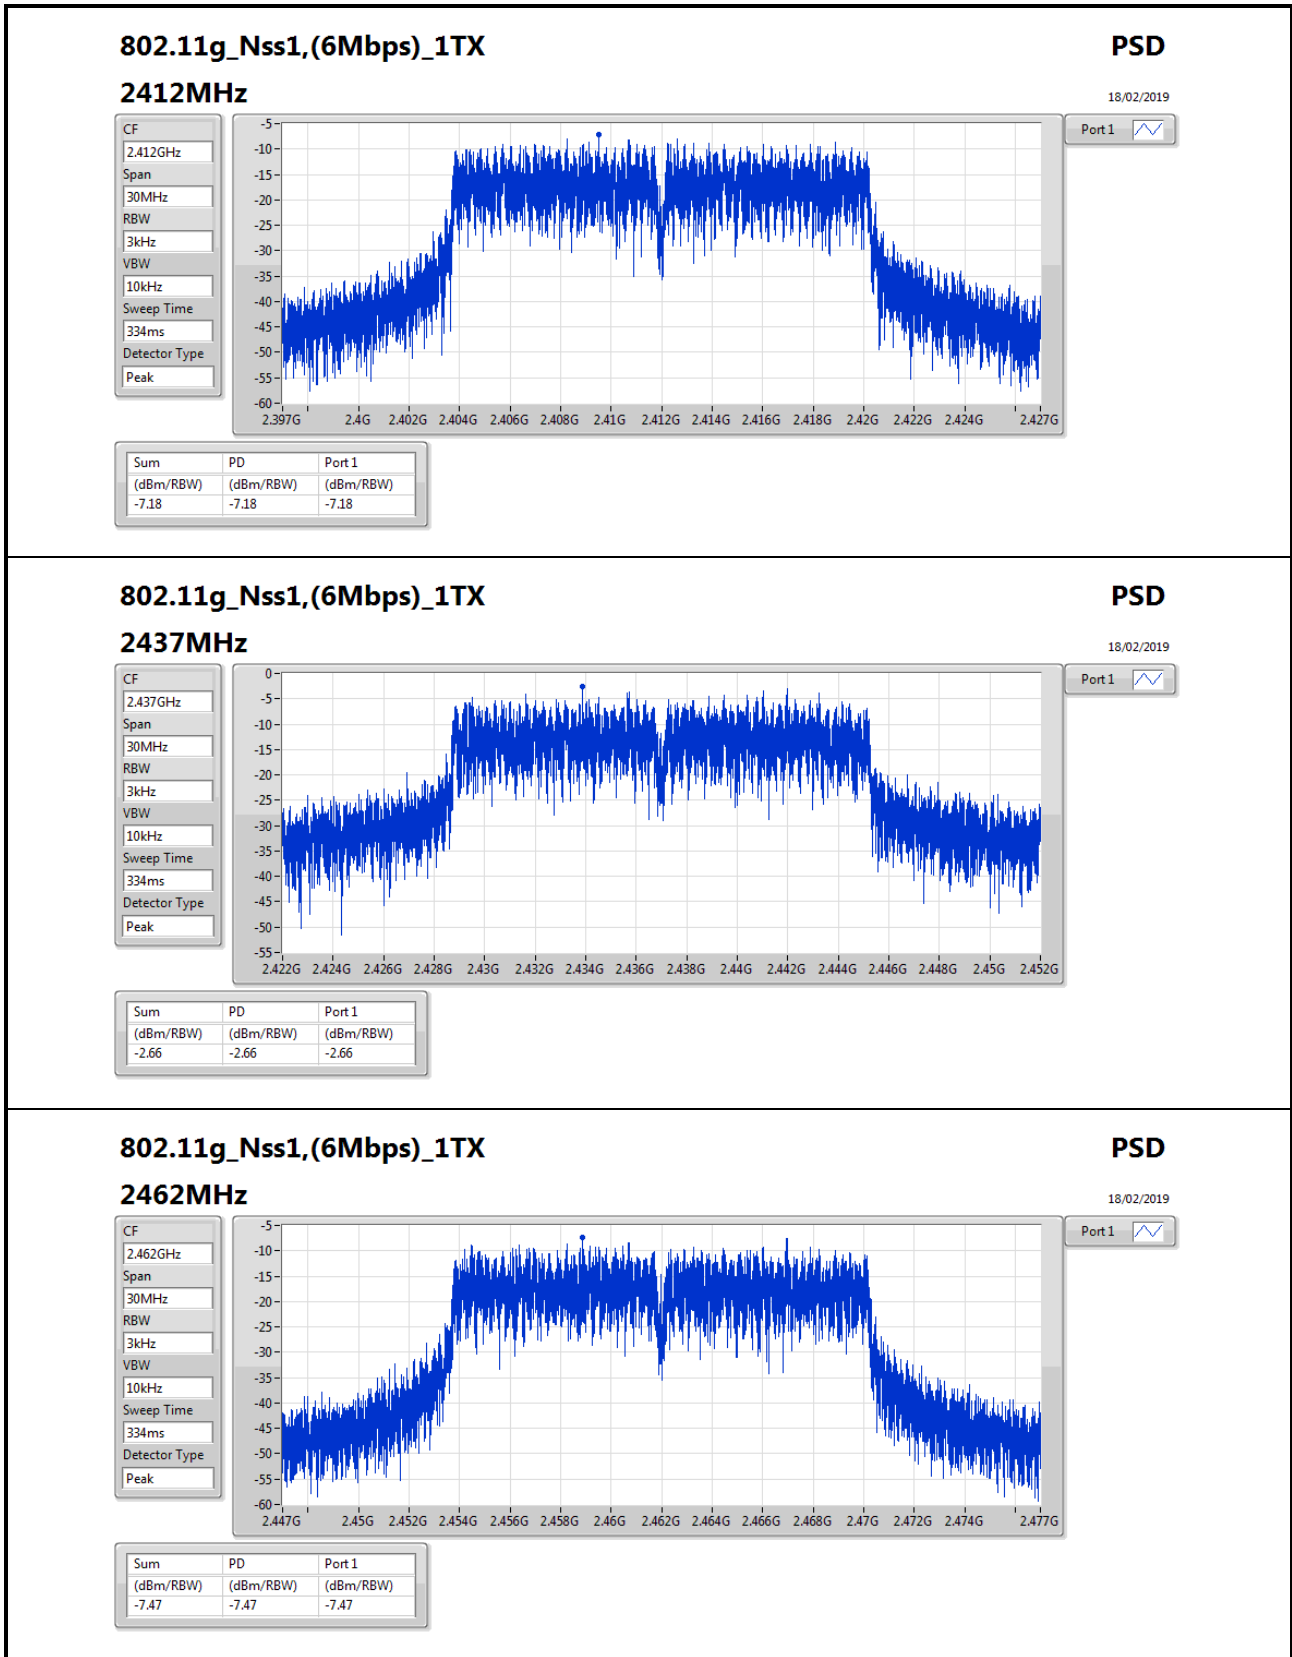 802.11g_Nss1,(6Mbps)_1TX PSD
2412MHz 18/02/2019
CF
2.412GHz
Span
30MHz
RBW
3kHz
VBW
10kHz
Sweep Time
334ms
Detector Type
Peak
-5
-10
-15
-20
-25
-30
-35
-40
-45
-50
-55
-60
2.397G 2.4G 2.402G 2.404G 2.406G 2.408G 2.41G 2.412G 2.414G 2.416G 2.418G 2.42G 2.422G 2.424G 2.427G
Port 1
Sum PD Port 1
(dBm/RBW) (dBm/RBW) (dBm/RBW)
-7.18 -7.18 -7.18
802.11g_Nss1,(6Mbps)_1TX PSD
2437MHz 18/02/2019
CF
2.437GHz
Span
30MHz
RBW
3kHz
VBW
10kHz
Sweep Time
334ms
Detector Type
Peak
0
-5
-10
-15
-20
-25
-30
-35
-40
-45
-50
-55
2.422G 2.424G 2.426G 2.428G 2.43G 2.432G 2.434G 2.436G 2.438G 2.44G 2.442G 2.444G 2.446G 2.448G 2.45G 2.452G
Port 1
Sum PD Port 1
(dBm/RBW) (dBm/RBW) (dBm/RBW)
-2.66 -2.66 -2.66
802.11g_Nss1,(6Mbps)_1TX PSD
2462MHz 18/02/2019
CF
2.462GHz
Span
30MHz
RBW
3kHz
VBW
10kHz
Sweep Time
334ms
Detector Type
Peak
-5
-10
-15
-20
-25
-30
-35
-40
-45
-50
-55
-60
2.447G 2.45G 2.452G 2.454G 2.456G 2.458G 2.46G 2.462G 2.464G 2.466G 2.468G 2.47G 2.472G 2.474G 2.477G
Port 1
Sum PD Port 1
(dBm/RBW) (dBm/RBW) (dBm/RBW)
-7.47 -7.47 -7.47